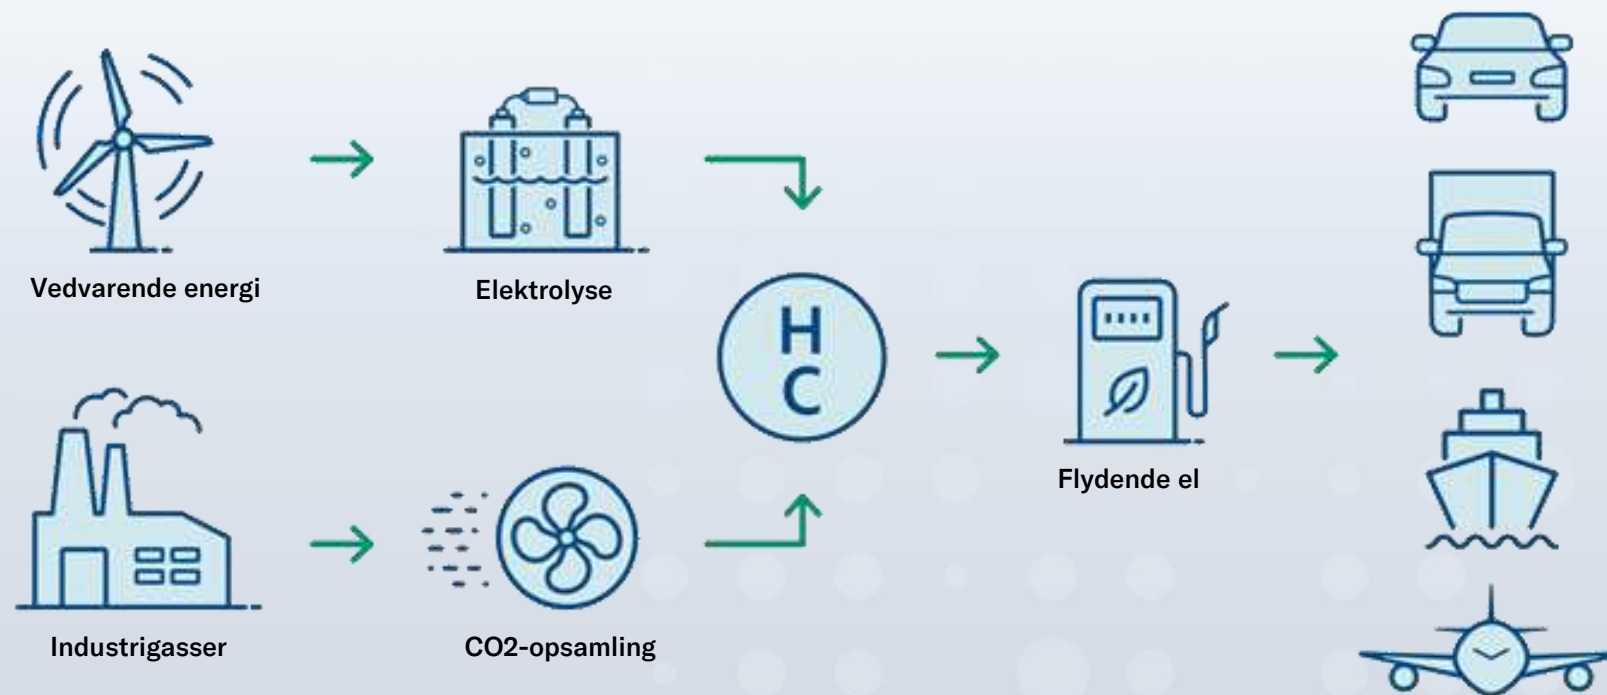 Vedvarende energi
Elektrolyse
H
C
Flydende el
Industrigasser
CO2-opsamling